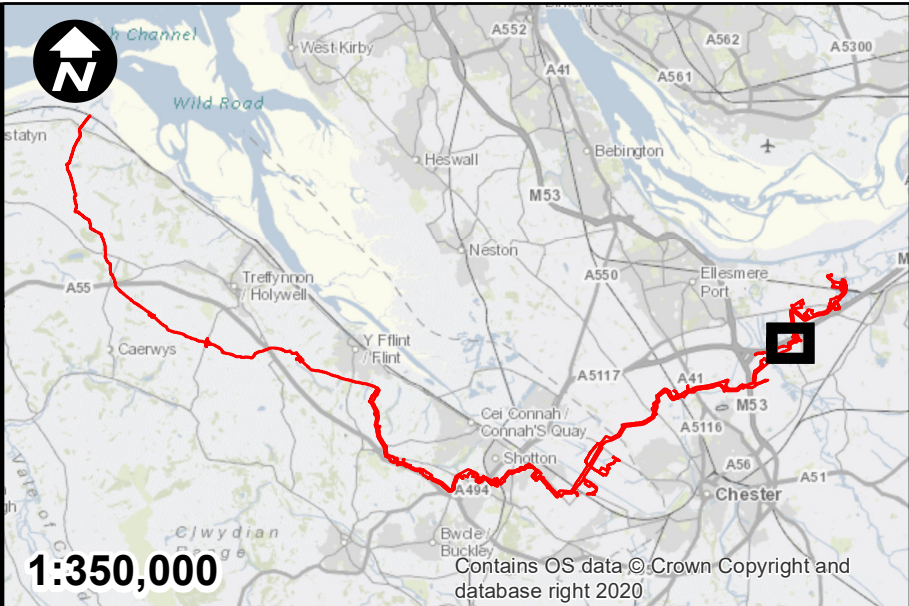 N
h Channel
West Kirby
A552
A562
A5300
A41
A561
Wild Road
statyn
Heswall
Bebington
M53
Neston
A550
Ellesmere
Port
M
Treffynnon
/ Holywell
A55
Caerwys
Y Fflint
/ Flint
A5117
A41
M53
Cei Connah /
Connah'S Quay
A5116
Shotton
A56
A51
A494
Chester
Clwydian
Range
Bwcle /
Buckley
1:350,000
Contains OS data © Crown Copyright and
database right 2020